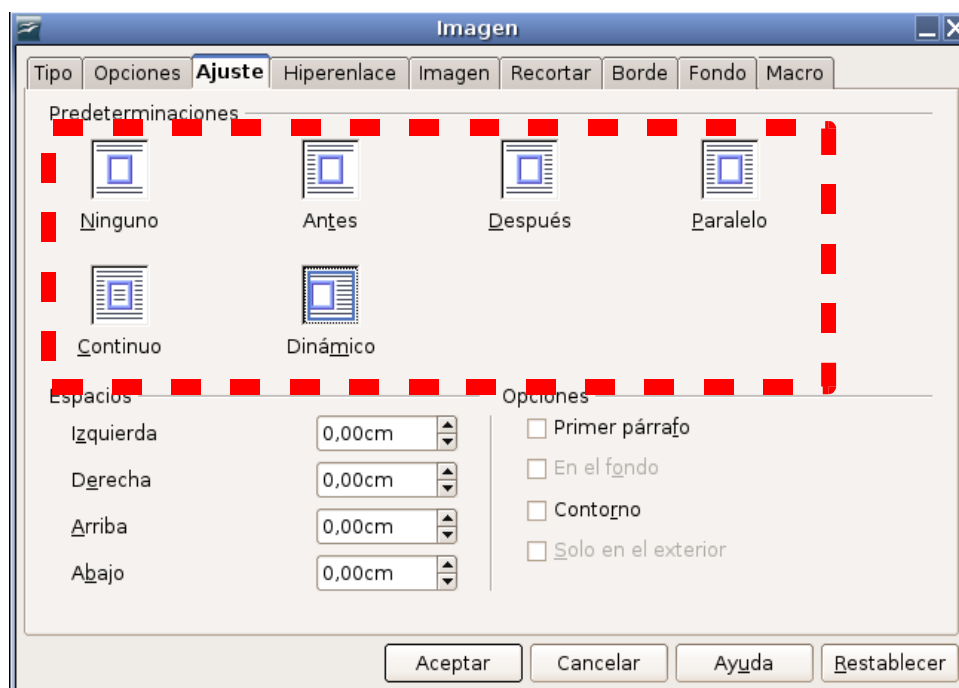 Imagen
Tipo Opciones Ajuste Hiperenlace Imagen Recortar Borde Fondo Macro
Predeterminaciones
Ninguno Antes Después Paralelo
Continuo Dinámico
Espacios Opciones
Izquierda 0,00cm Primer párrafo
Derecha 0,00cm En el fondo
Arriba 0,00cm Contorno
Abajo 0,00cm Solo en el exterior
Aceptar Cancelar Ayuda Restablecer